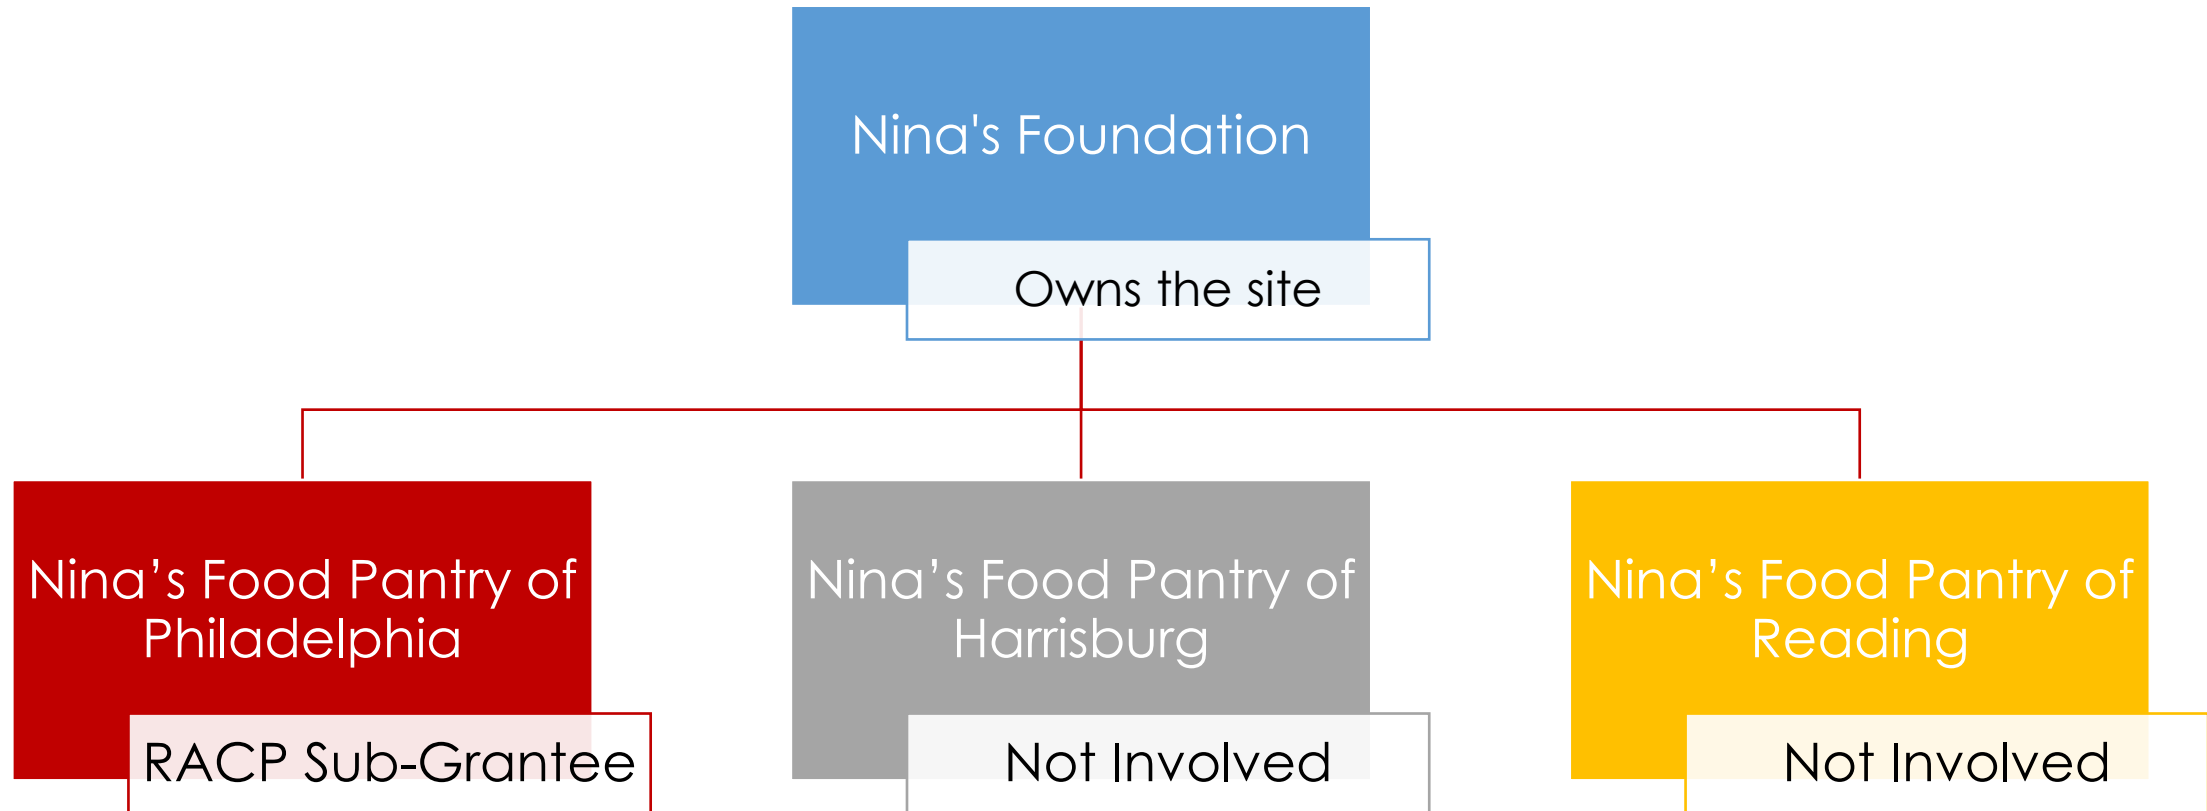 Nina's Foundation
Owns the site
Nina’s Food Pantry of
Philadelphia
RACP Sub-Grantee
Nina’s Food Pantry of
Harrisburg
Not Involved
Nina’s Food Pantry of
Reading
Not Involved